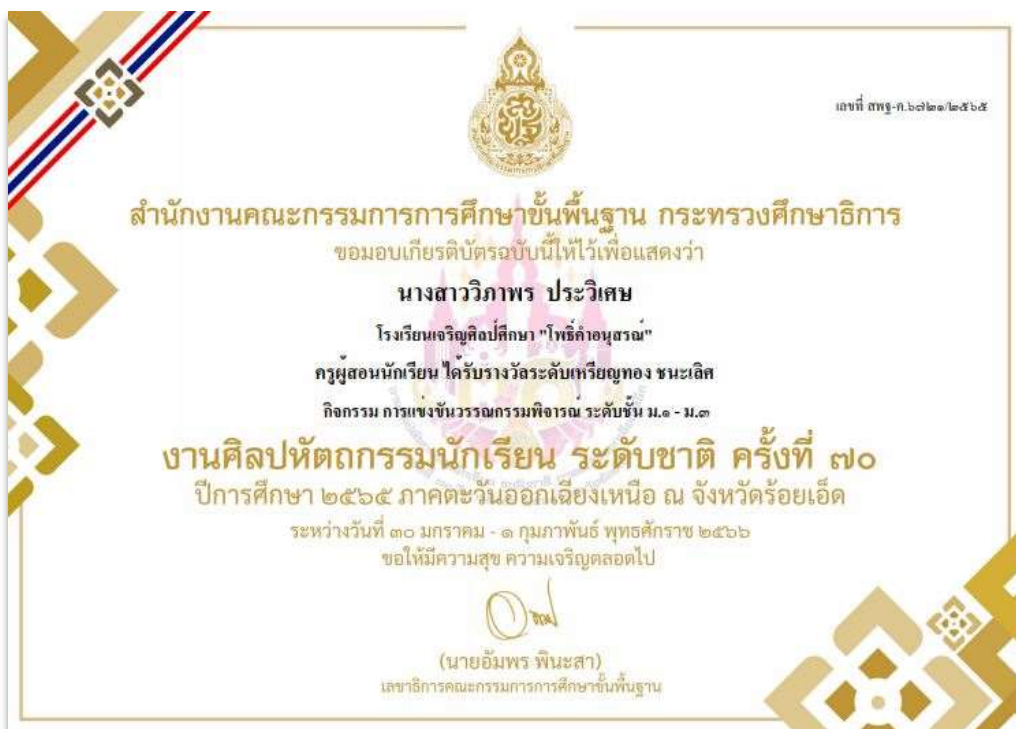 เลขที่ สพฐ-ค.๖๗๒๑/๒๕๖๕
สำนักงานคณะกรรมการการศึกษาขั้นพื้นฐาน กระทรวงศึกษาธิการ
ขอมอบเกียรติบัตรฉบับนี้ให้ไว้เพื่อแสดงว่า
นางสาววิภาพร ประวิเศษ
โรงเรียนเจริญศิลป์ศึกษา "โพธิ์คำอนุสรณ์"
ครูผู้สอนนักเรียน ได้รับรางวัลระดับเหรียญทอง ชนะเลิศ
กิจกรรม การแข่งขันวรรณกรรมพิจารณ์ ระดับชั้น ม.๑ - ม.๓
งานศิลปหัตถกรรมนักเรียน ระดับชาติ ครั้งที่ ๗๐
ปีการศึกษา ๒๕๖๕ ภาคตะวันออกเฉียงเหนือ ณ จังหวัดร้อยเอ็ด
ระหว่างวันที่ ๓๐ มกราคม - ๑ กุมภาพันธ์ พุทธศักราช ๒๕๖๖
ขอให้มีความสุข ความเจริญตลอดไป
(นายอัมพร พินะสา)
เลขาธิการคณะกรรมการการศึกษาขั้นพื้นฐาน